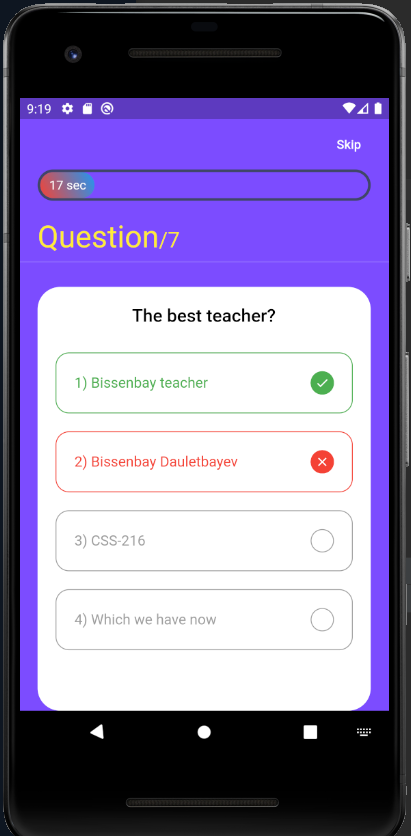 9:19
Skip
17 sec
Question/7
The best teacher?
1) Bissenbay teacher
2) Bissenbay Dauletbayev
3) CSS-216
4) Which we have now